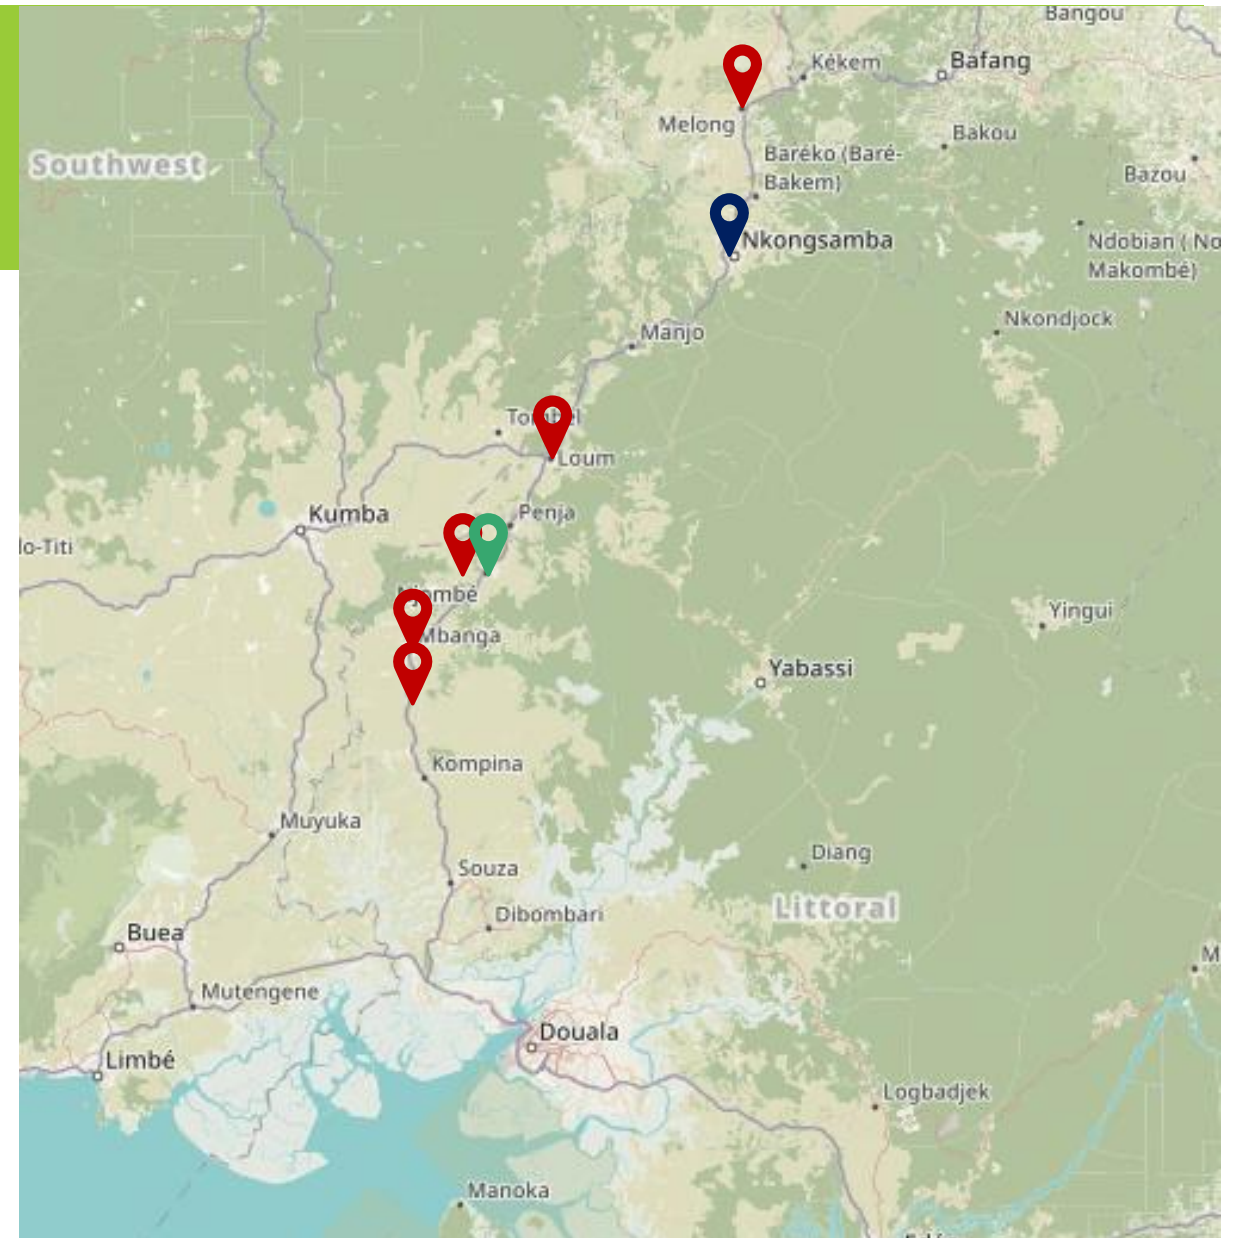 Bangou
Kékem
Bafang
Melong
Bakou
Southwest
Baréko (Baré-
Bakem)
Bazou
Nkongsamba
Ndobian ( No
Makombé)
Nkondjock
Manjo
Loum
Kumba
Penja
lo-Titi
Mbanga
Yingui
Yabassi
Kompina
Muyuka
Diang
Souza
Littoral
Dibombari
Buea
M
Mutengene
Douala
Limbé
Logbadjek
Manoka